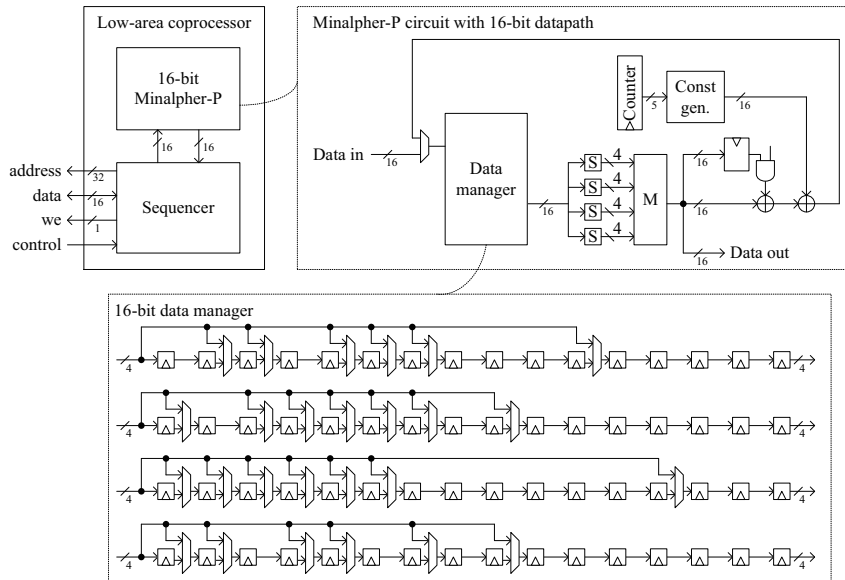 Low-area coprocessor
16-bit
Minalpher-P
16
16
address
32
data
16
we
1
control
Sequencer
Minalpher-P circuit with 16-bit datapath
Counter
5
Const
gen.
16
Data in
16
Data
manager
16
S
4
S
4
S
4
S
4
M
16
16
16
Data out
16-bit data manager
4
4
4
4
4
4
4
4